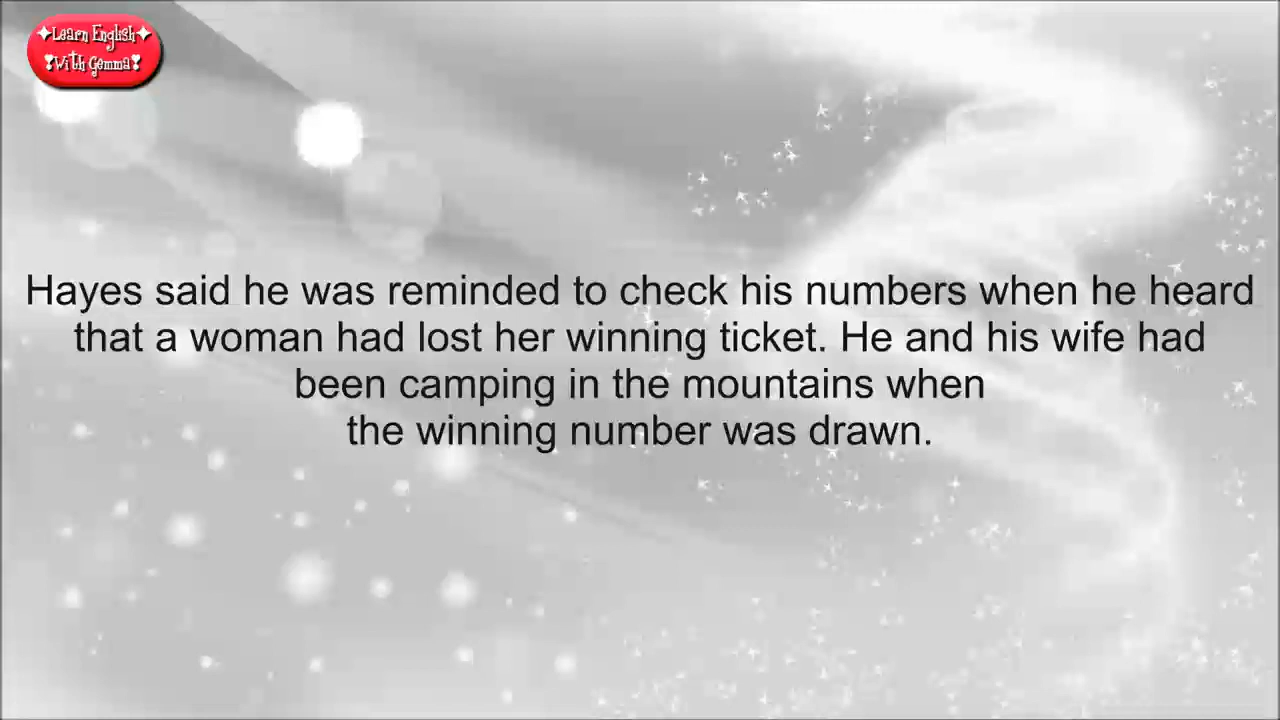 ✦Learn English✦
❣With Gemma❣
Hayes said he was reminded to check his numbers when he heard
that a woman had lost her winning ticket. He and his wife had
been camping in the mountains when
the winning number was drawn.